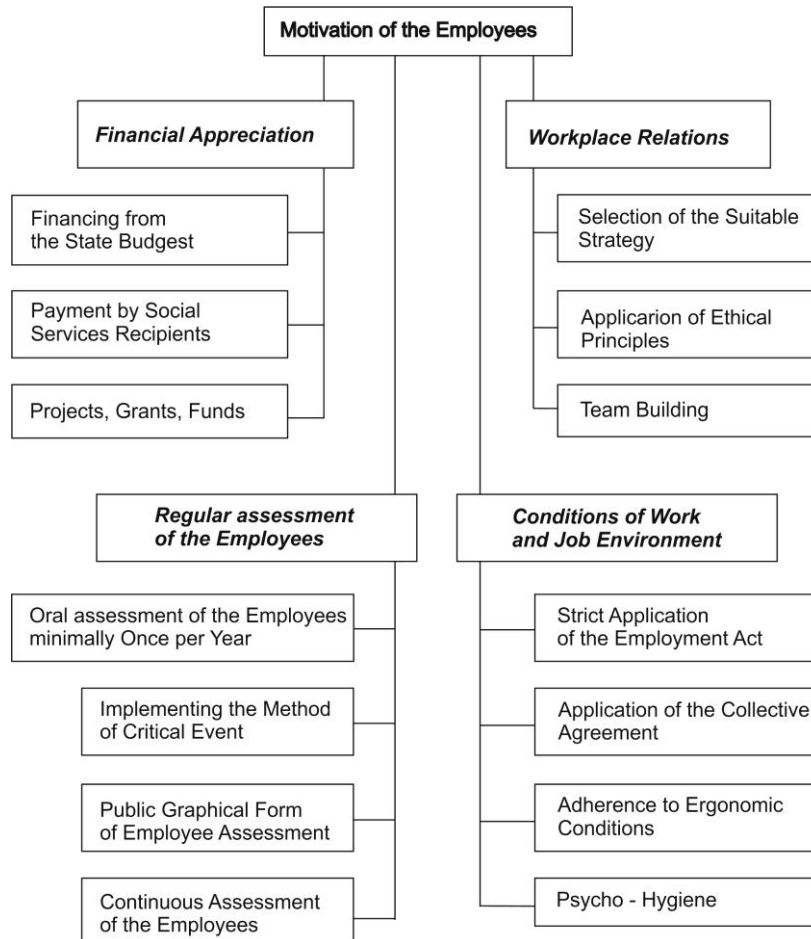 Motivation of the Employees
Financial Appreciation
Financing from
the State Budgest
Payment by Social
Services Recipients
Projects, Grants, Funds
Workplace Relations
Selection of the Suitable
Strategy
Applicarion of Ethical
Principles
Team Building
Regular assessment
of the Employees
Oral assessment of the Employees
minimally Once per Year
Implementing the Method
of Critical Event
Public Graphical Form
of Employee Assessment
Continuous Assessment
of the Employees
Conditions of Work
and Job Environment
Strict Application
of the Employment Act
Application of the Collective
Agreement
Adherence to Ergonomic
Conditions
Psycho - Hygiene